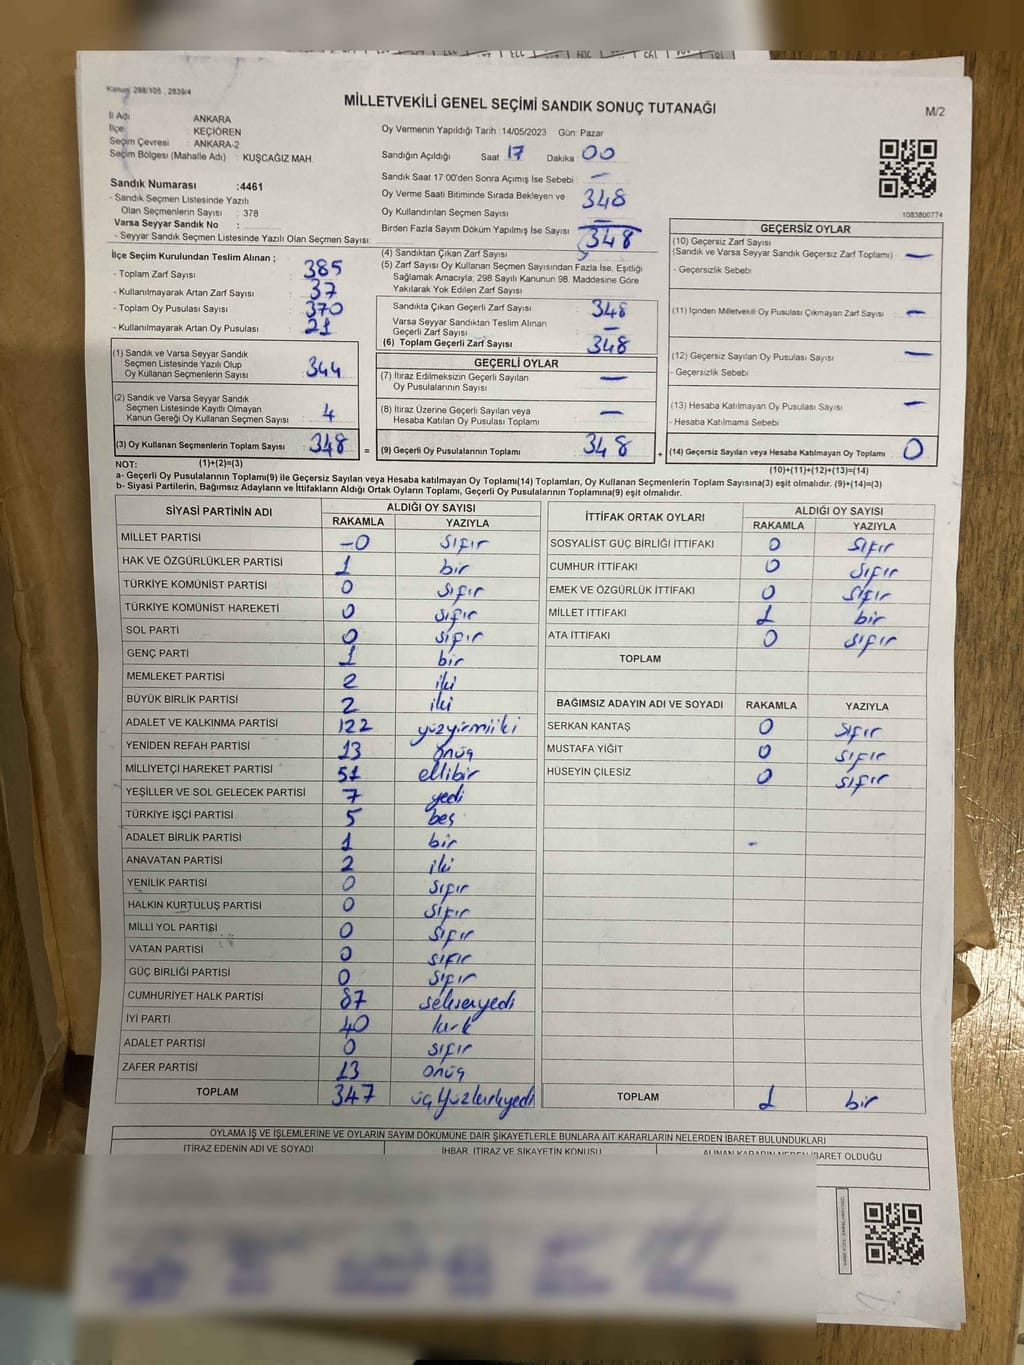 Kanun: 298/105 , 2839/4
MİLLETVEKİLİ GENEL SEÇİMİ SANDIK SONUÇ TUTANAĞI
M/2
İl Adı ANKARA
İlçe KEÇİÖREN
Seçim Çevresi : ANKARA-2
Seçim Bölgesi (Mahalle Adı) : KUŞCAĞIZ MAH.
Oy Vermenin Yapıldığı Tarih :14/05/2023 Gün: Pazar
Sandığın Açıldığı Saat 17 Dakika : 00
Sandık Saat 17:00'den Sonra Açımış İse Sebebi : —
Oy Verme Saati Bitiminde Sırada Bekleyen ve
Oy Kullandırılan Seçmen Sayısı 348
Birden Fazla Sayım Döküm Yapılmış İse Sayısı —
1083800774
Sandık Numarası :4461
- Sandık Seçmen Listesinde Yazılı
Olan Seçmenlerin Sayısı : 378
Varsa Seyyar Sandık No :
- Seyyar Sandık Seçmen Listesinde Yazılı Olan Seçmen Sayısı:
İlçe Seçim Kurulundan Teslim Alınan ;
- Toplam Zarf Sayısı : 385
- Kullanılmayarak Artan Zarf Sayısı : 37
- Toplam Oy Pusulası Sayısı : 370
- Kullanılmayarak Artan Oy Pusulası : 21
(1) Sandık ve Varsa Seyyar Sandık
Seçmen Listesinde Yazılı Olup
Oy Kullanan Seçmenlerin Sayısı : 344
(2) Sandık ve Varsa Seyyar Sandık
Seçmen Listesinde Kayıtlı Olmayan
Kanun Gereği Oy Kullanan Seçmen Sayısı : 4
(3) Oy Kullanan Seçmenlerin Toplam Sayısı : 348 =
(1)+(2)=(3)
(4) Sandıktan Çıkan Zarf Sayısı 348
(5) Zarf Sayısı Oy Kullanan Seçmen Sayısından Fazla İse, Eşitliği
Sağlamak Amacıyla; 298 Sayılı Kanunun 98. Maddesine Göre
Yakılarak Yok Edilen Zarf Sayısı
Sandıkta Çıkan Geçerli Zarf Sayısı 348
Varsa Seyyar Sandıktan Teslim Alınan
Geçerli Zarf Sayısı —
(6) Toplam Geçerli Zarf Sayısı 348
GEÇERLİ OYLAR
(7) İtiraz Edilmeksizin Geçerli Sayılan
Oy Pusulalarının Sayısı —
(8) İtiraz Üzerine Geçerli Sayılan veya
Hesaba Katılan Oy Pusulası Toplamı —
(9) Geçerli Oy Pusulalarının Toplamı 348 +
GEÇERSİZ OYLAR
(10) Geçersiz Zarf Sayısı
(Sandık ve Varsa Seyyar Sandık Geçersiz Zarf Toplamı) —
- Geçersizlik Sebebi
(11) İçinden Milletvekili Oy Pusulası Çıkmayan Zarf Sayısı —
(12) Geçersiz Sayılan Oy Pusulası Sayısı —
- Geçersizlik Sebebi
(13) Hesaba Katılmayan Oy Pusulası Sayısı —
- Hesaba Katılmama Sebebi
(14) Geçersiz Sayılan veya Hesaba Katılmayan Oy Toplamı 0
(10)+(11)+(12)+(13)=(14)
NOT:
a- Geçerli Oy Pusulalarının Toplamı(9) ile Geçersiz Sayılan veya Hesaba katılmayan Oy Toplamı(14) Toplamları, Oy Kullanan Seçmenlerin Toplam Sayısına(3) eşit olmalıdır. (9)+(14)=(3)
b- Siyasi Partilerin, Bağımsız Adayların ve İttifakların Aldığı Ortak Oyların Toplamı, Geçerli Oy Pusulalarının Toplamına(9) eşit olmalıdır.
SİYASİ PARTİNİN ADI ALDIĞI OY SAYISI
RAKAMLA YAZIYLA
MİLLET PARTİSİ -0 sıfır
HAK VE ÖZGÜRLÜKLER PARTİSİ 1 bir
TÜRKİYE KOMÜNİST PARTİSİ 0 sıfır
TÜRKİYE KOMÜNİST HAREKETİ 0 sıfır
SOL PARTİ 0 sıfır
GENÇ PARTİ 1 bir
MEMLEKET PARTİSİ 2 iki
BÜYÜK BİRLİK PARTİSİ 2 iki
ADALET VE KALKINMA PARTİSİ 122 yüzyirmiiki
YENİDEN REFAH PARTİSİ 13 onüç
MİLLİYETÇİ HAREKET PARTİSİ 51 ellibir
YEŞİLLER VE SOL GELECEK PARTİSİ 7 yedi
TÜRKİYE İŞÇİ PARTİSİ 5 beş
ADALET BİRLİK PARTİSİ 1 bir
ANAVATAN PARTİSİ 2 iki
YENİLİK PARTİSİ 0 sıfır
HALKIN KURTULUŞ PARTİSİ 0 sıfır
MİLLİ YOL PARTİSİ 0 sıfır
VATAN PARTİSİ 0 sıfır
GÜÇ BİRLİĞİ PARTİSİ 0 sıfır
CUMHURİYET HALK PARTİSİ 87 seksenyedi
İYİ PARTİ 40 kırk
ADALET PARTİSİ 0 sıfır
ZAFER PARTİSİ 13 onüç
TOPLAM 347 üçyüzkırkyedi
İTTİFAK ORTAK OYLARI ALDIĞI OY SAYISI
RAKAMLA YAZIYLA
SOSYALİST GÜÇ BİRLİĞİ İTTİFAKI 0 sıfır
CUMHUR İTTİFAKI 0 sıfır
EMEK VE ÖZGÜRLÜK İTTİFAKI 0 sıfır
MİLLET İTTİFAKI 1 bir
ATA İTTİFAKI 0 sıfır
TOPLAM
BAĞIMSIZ ADAYIN ADI VE SOYADI RAKAMLA YAZIYLA
SERKAN KANTAŞ 0 sıfır
MUSTAFA YİĞİT 0 sıfır
HÜSEYİN ÇİLESİZ 0 sıfır
-
TOPLAM 1 bir
OYLAMA İŞ VE İŞLEMLERİNE VE OYLARIN SAYIM DÖKÜMÜNE DAİR ŞİKAYETLERLE BUNLARA AİT KARARLARIN NELERDEN İBARET BULUNDUKLARI
İTİRAZ EDENİN ADI VE SOYADI İHBAR, İTİRAZ VE ŞİKAYETİN KONUSU ALINAN KARARIN NEDEN İBARET OLDUĞU